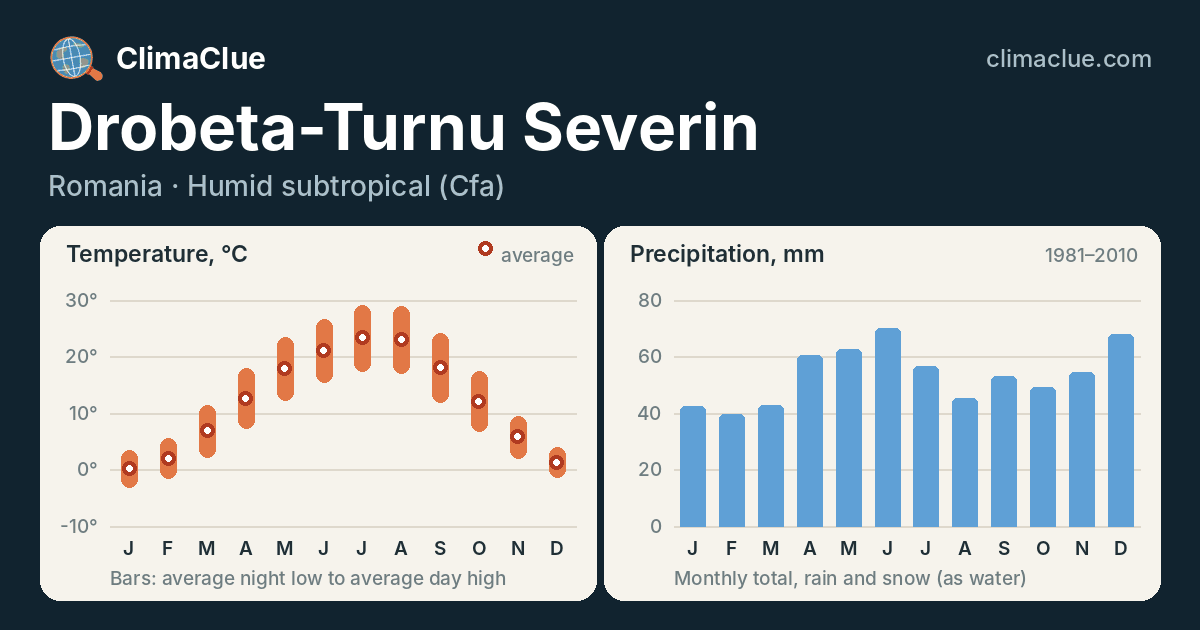 ClimaClue
climaclue.com
Drobeta-Turnu Severin
Romania · Humid subtropical (Cfa)
Temperature, °C
average
30°
20°
10°
0°
-10°
J F M A M J J A S O N D
Bars: average night low to average day high
Precipitation, mm
1981–2010
80
60
40
20
0
J F M A M J J A S O N D
Monthly total, rain and snow (as water)